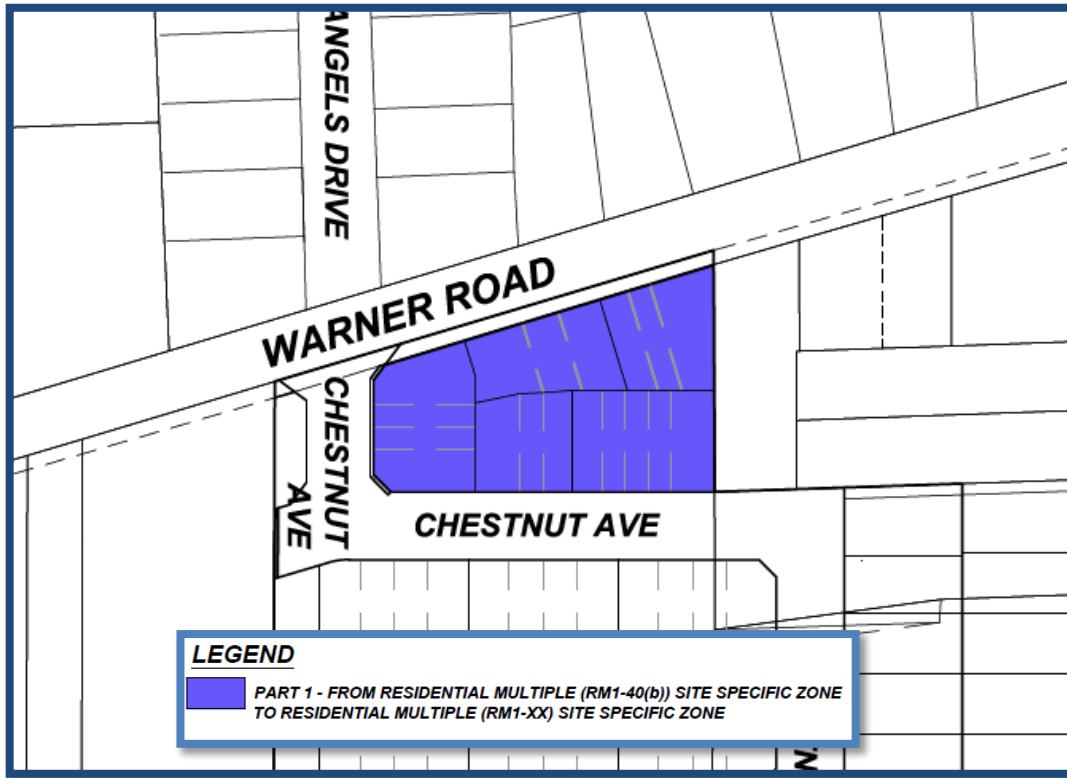 ANGELS DRIVE
WARNER ROAD
CHESTNUT
AVE
CHESTNUT AVE
LEGEND
PART 1 - FROM RESIDENTIAL MULTIPLE (RM1-40(b)) SITE SPECIFIC ZONE
TO RESIDENTIAL MULTIPLE (RM1-XX) SITE SPECIFIC ZONE